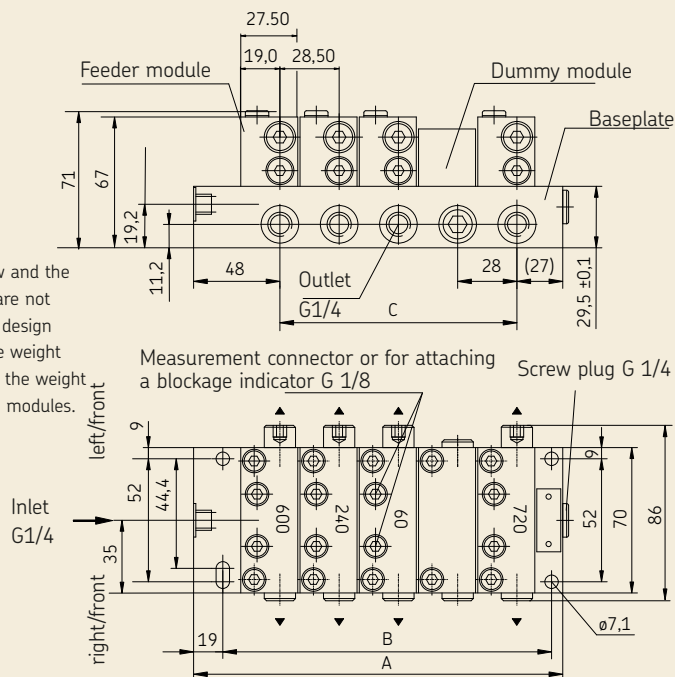 27.50
19,0
28,50
Feeder module
Dummy module
Baseplate
71
67
19,2
11,2
48
Outlet
G1/4
C
28
(27)
29,5 ±0,1
w and the
are not
design
e weight
the weight
modules.
Measurement connector or for attaching
a blockage indicator G 1/8
Screw plug G 1/4
left/front
9
52
44,4
Inlet
G1/4
35
right/front
600
240
60
720
9
52
70
86
ø7,1
19
B
A